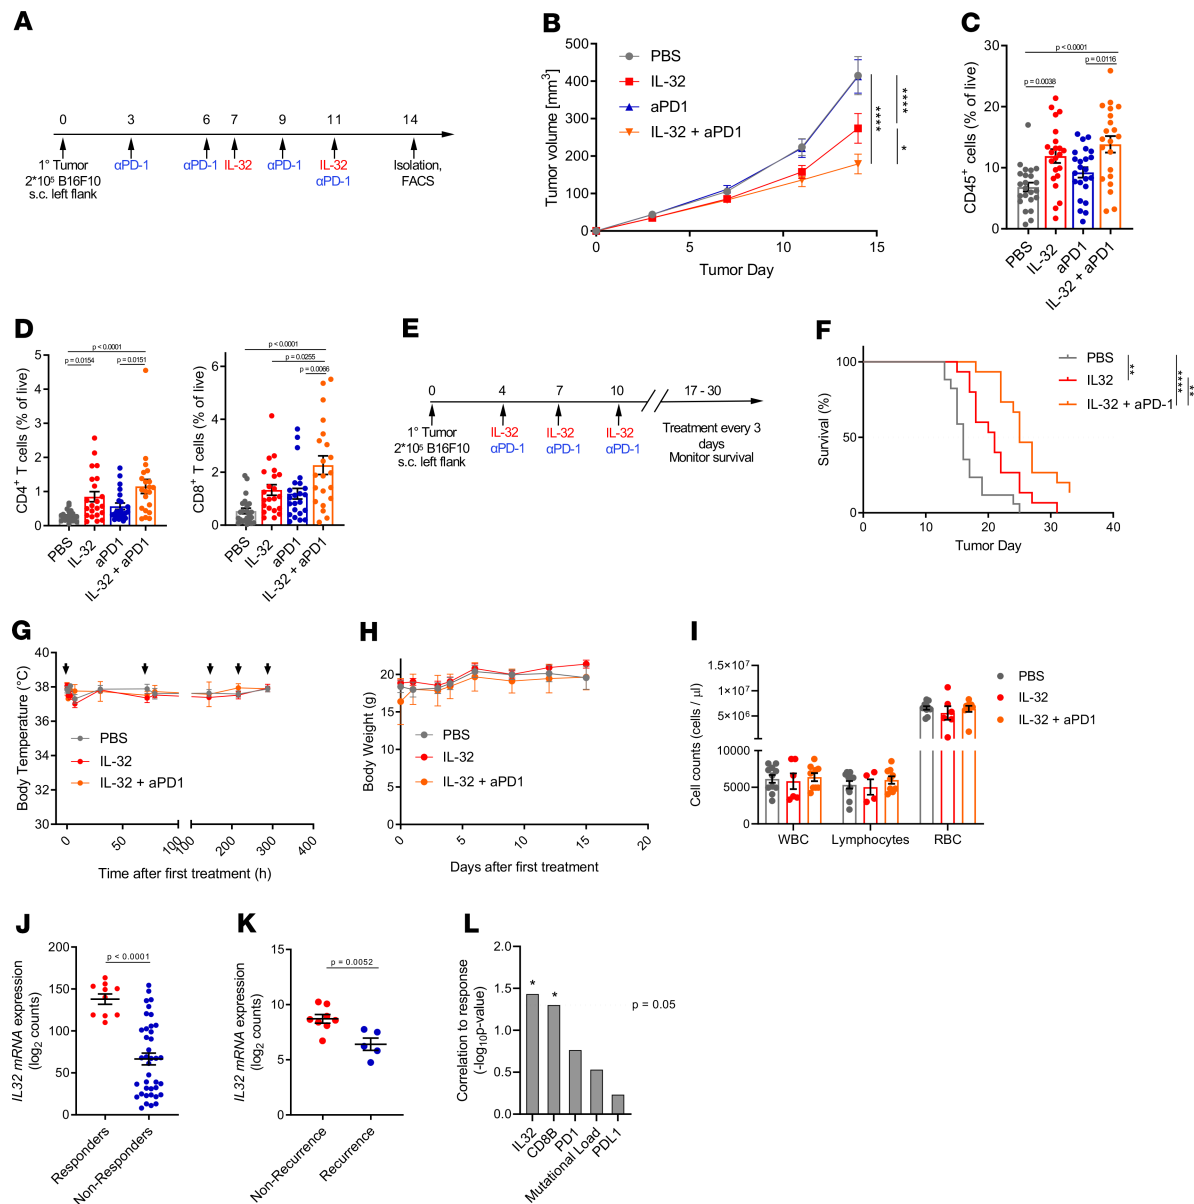 A
0 3 6 7 9 11 14
αPD-1 αPD-1 IL-32 αPD-1 IL-32 αPD-1
1° Tumor
2*10⁵ B16F10
s.c. left flank
Isolation,
FACS
B
Tumor volume [mm³]
500
400
300
200
100
0
0 5 10 15
Tumor Day
PBS
IL-32
aPD1
IL-32 + aPD1
****
****
*
C
CD45⁺ cells (% of live)
30
20
10
0
p < 0.0001
p = 0.0116
p = 0.0038
PBS
IL-32
aPD1
IL-32 + aPD1
D
CD4⁺ T cells (% of live)
5
4
3
2
1
0
p < 0.0001
p = 0.0154
p = 0.0151
PBS
IL-32
aPD1
IL-32 + aPD1
CD8⁺ T cells (% of live)
6
4
2
0
p < 0.0001
p = 0.0255
p = 0.0066
PBS
IL-32
aPD1
IL-32 + aPD1
E
0 4 7 10 17 - 30
1° Tumor
2*10⁵ B16F10
s.c. left flank
IL-32 IL-32 IL-32
αPD-1 αPD-1 αPD-1
Treatment every 3
days
Monitor survival
F
Survival (%)
100
50
0
0 10 20 30 40
Tumor Day
PBS
IL32
IL-32 + aPD-1
**
****
**
G
Body Temperature (°C)
40
38
36
34
32
30
PBS
IL-32
IL-32 + aPD1
0 50 100 100 200 300 400
Time after first treatment (h)
H
Body Weight (g)
20
15
10
5
0
PBS
IL-32
IL-32 + aPD1
0 5 10 15 20
Days after first treatment
I
Cell counts (cells / µl)
1.5×10⁷
1×10⁷
5×10⁶
10000
5000
0
WBC Lymphocytes RBC
PBS
IL-32
IL-32 + aPD1
J
IL32 mRNA expression
(log₂ counts)
200
150
100
50
0
p < 0.0001
Responders
Non-Responders
K
IL32 mRNA expression
(log₂ counts)
15
10
5
0
p = 0.0052
Non-Recurrence
Recurrence
L
Correlation to response
(-log₁₀p-value)
2.0
1.5
1.0
0.5
0.0
* *
p = 0.05
IL32
CD8B
PD1
Mutational Load
PDL1